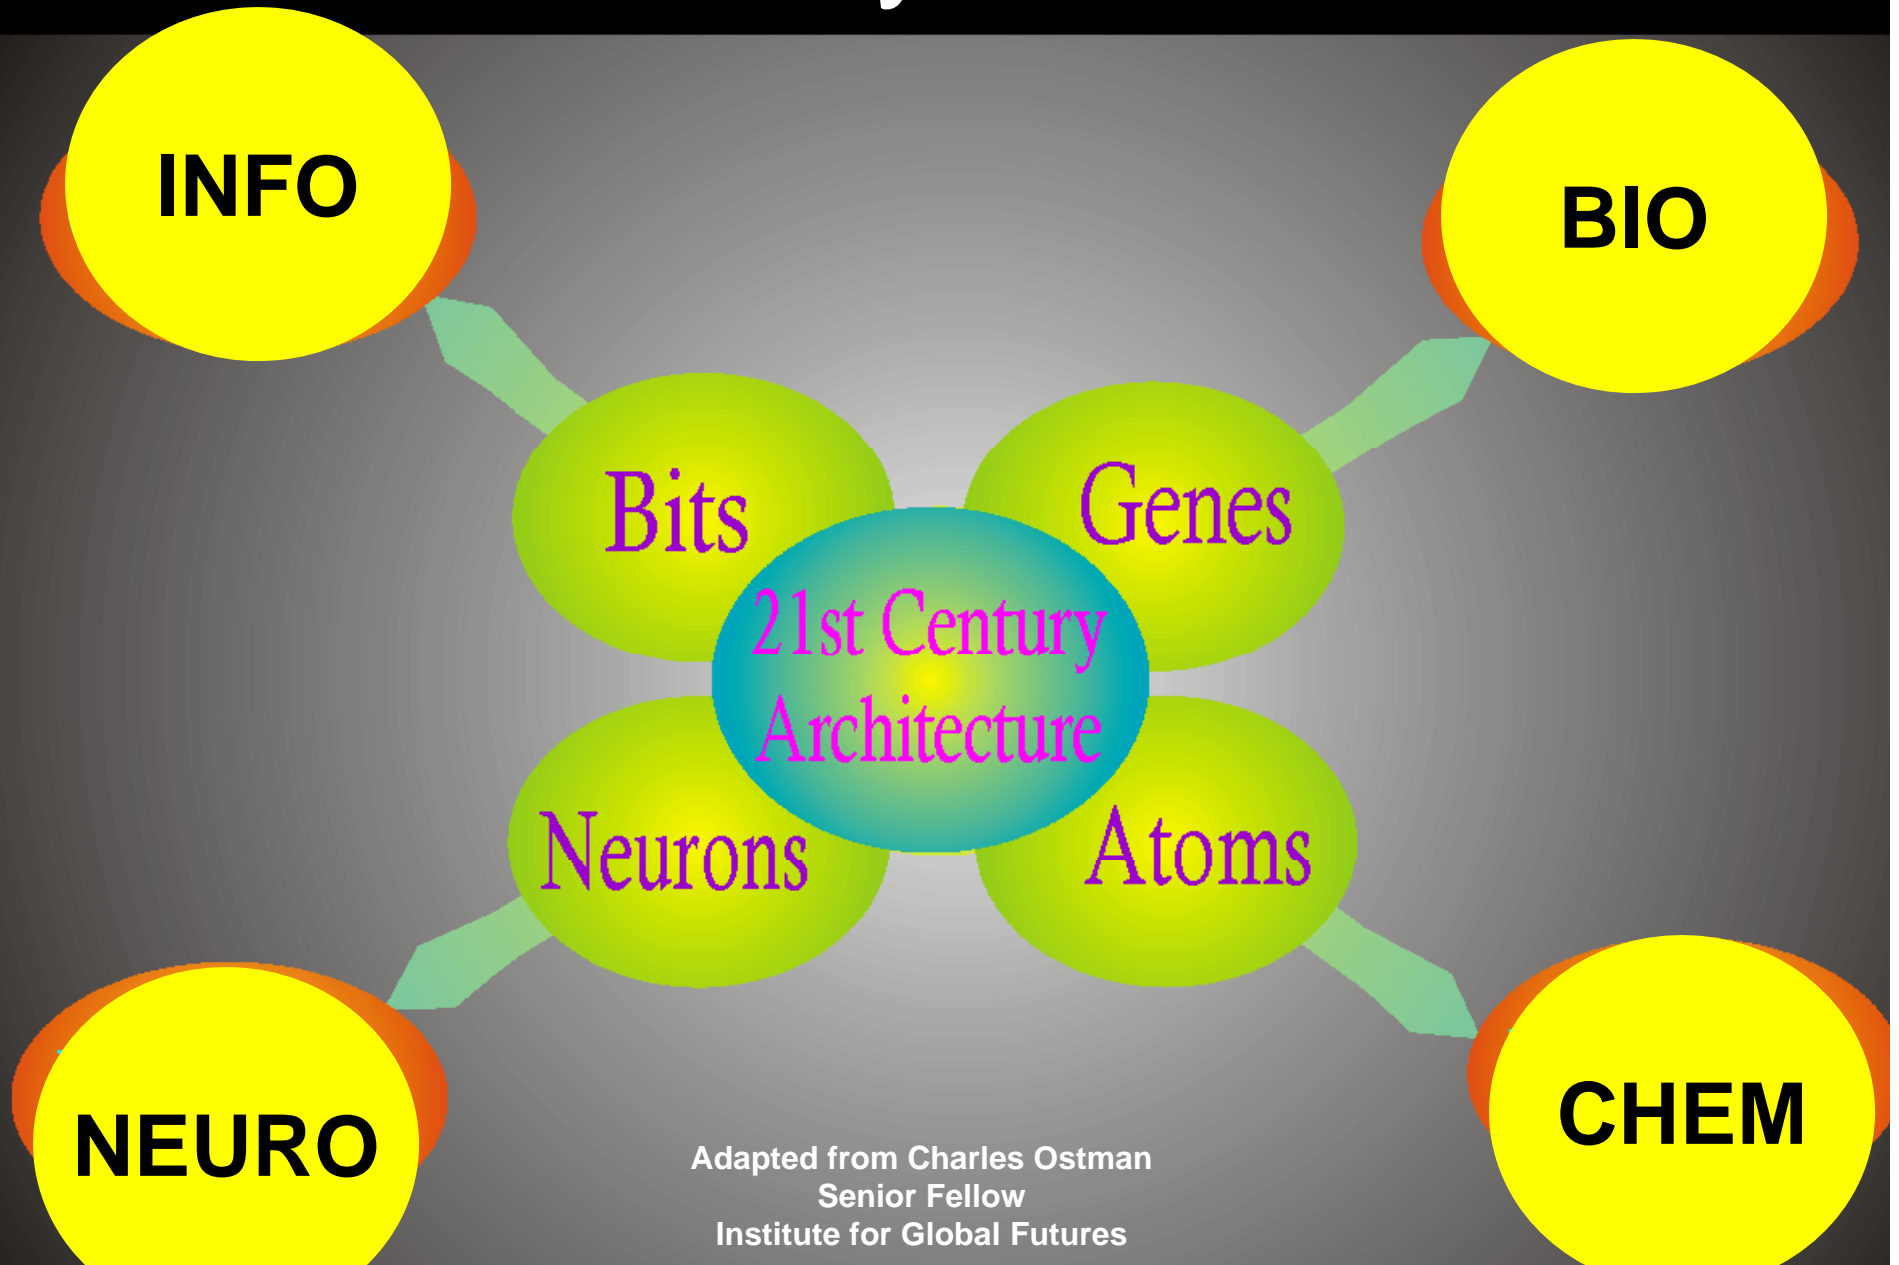 INFO
BIO
Bits
Genes
21st Century
Architecture
Neurons
Atoms
NEURO
CHEM
Adapted from Charles Ostman
Senior Fellow
Institute for Global Futures